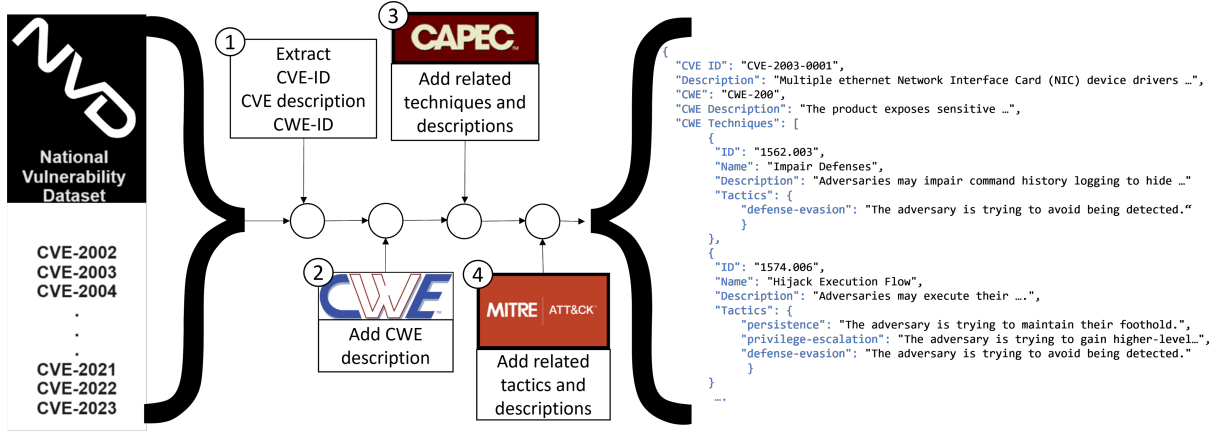 NVD
National
Vulnerability
Dataset
CVE-2002
CVE-2003
CVE-2004
.
.
.
CVE-2021
CVE-2022
CVE-2023
1
Extract
CVE-ID
CVE description
CWE-ID
2
CWE
Add CWE
description
3
CAPEC
Add related
techniques and
descriptions
4
MITRE | ATT&CK
Add related
tactics and
descriptions
{
"CVE ID": "CVE-2003-0001",
"Description": "Multiple ethernet Network Interface Card (NIC) device drivers …",
"CWE": "CWE-200",
"CWE Description": "The product exposes sensitive …",
"CWE Techniques": [
{
"ID": "1562.003",
"Name": "Impair Defenses",
"Description": "Adversaries may impair command history logging to hide …"
"Tactics": {
"defense-evasion": "The adversary is trying to avoid being detected.“
}
},
{
"ID": "1574.006",
"Name": "Hijack Execution Flow",
"Description": "Adversaries may execute their ….",
"Tactics": {
"persistence": "The adversary is trying to maintain their foothold.",
"privilege-escalation": "The adversary is trying to gain higher-level…",
"defense-evasion": "The adversary is trying to avoid being detected."
}
}
….